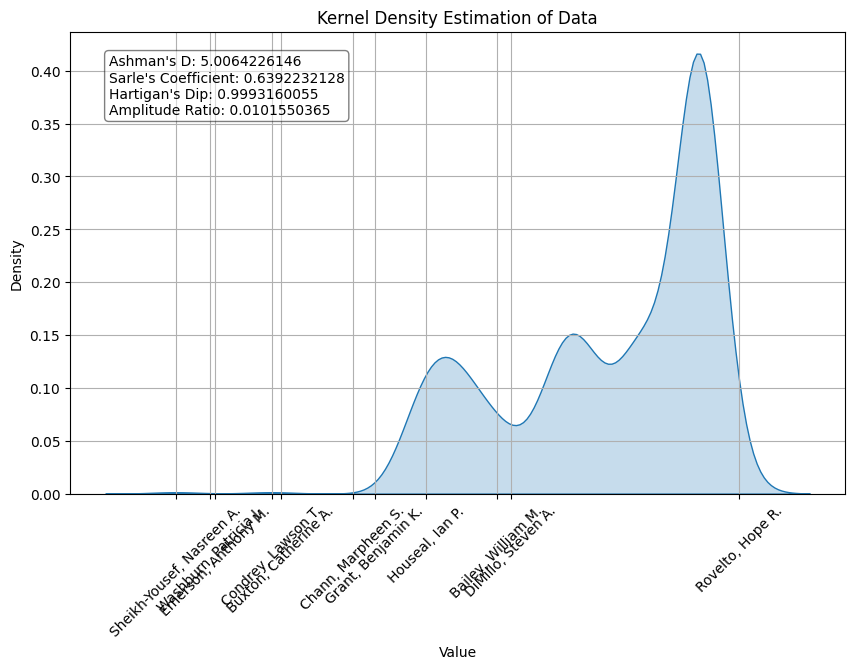 Kernel Density Estimation of Data
Ashman's D: 5.0064226146
Sarle's Coefficient: 0.6392232128
Hartigan's Dip: 0.9993160055
Amplitude Ratio: 0.0101550365
Density
0.40
0.35
0.30
0.25
0.20
0.15
0.10
0.05
0.00
Sheikh-Yousef, Nasreen A.
Washburn, Patricia J.
Emerson, Anthony M.
Condrey, Lawson T.
Buxton, Catherine A.
Chann, Marpheen S.
Grant, Benjamin K.
Houseal, Ian P.
Bailey, William M.
DiMillo, Steven A.
Rovelto, Hope R.
Value